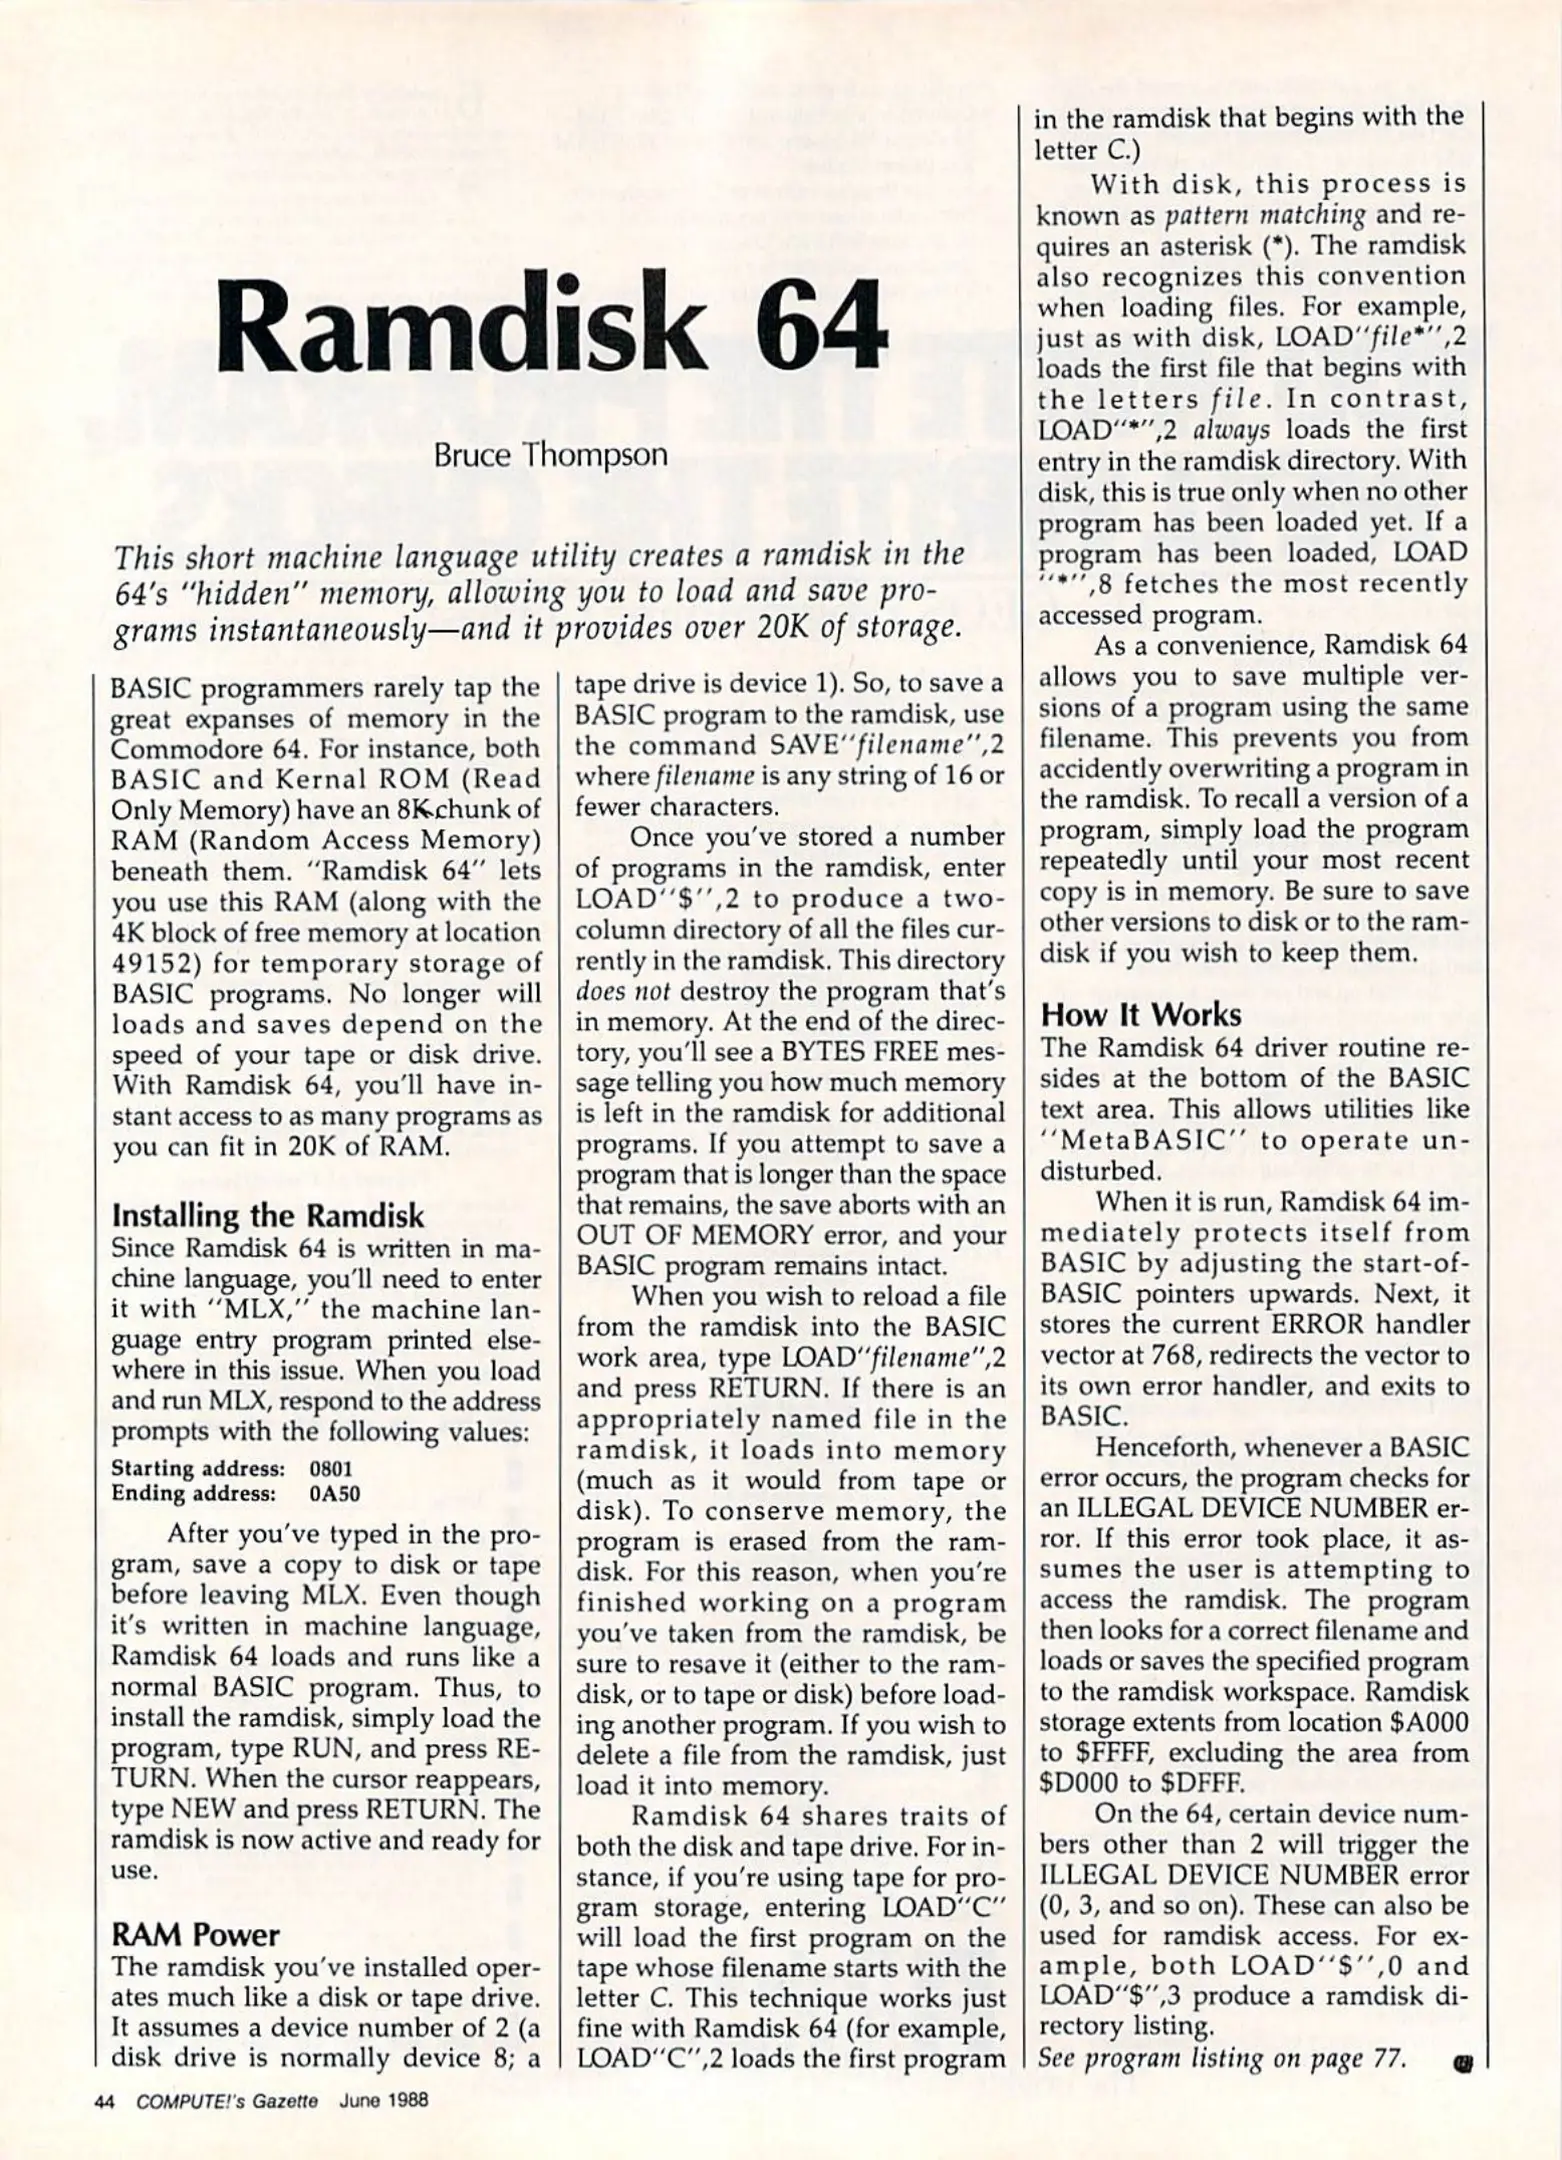 Ramdisk 64
Bruce Thompson
This short machine language utility creates a ramdisk in the
64's "hidden" memory, allowing you to load and save pro-
grams instantaneously—and it provides over 20K of storage.
BASIC programmers rarely tap the
great expanses of memory in the
Commodore 64. For instance, both
BASIC and Kernal ROM (Read
Only Memory) have an 8K chunk of
RAM (Random Access Memory)
beneath them. "Ramdisk 64" lets
you use this RAM (along with the
4K block of free memory at location
49152) for temporary storage of
BASIC programs. No longer will
loads and saves depend on the
speed of your tape or disk drive.
With Ramdisk 64, you'll have in-
stant access to as many programs as
you can fit in 20K of RAM.
Installing the Ramdisk
Since Ramdisk 64 is written in ma-
chine language, you'll need to enter
it with "MLX," the machine lan-
guage entry program printed else-
where in this issue. When you load
and run MLX, respond to the address
prompts with the following values:
Starting address: 0801
Ending address: 0A50
After you've typed in the pro-
gram, save a copy to disk or tape
before leaving MLX. Even though
it's written in machine language,
Ramdisk 64 loads and runs like a
normal BASIC program. Thus, to
install the ramdisk, simply load the
program, type RUN, and press RE-
TURN. When the cursor reappears,
type NEW and press RETURN. The
ramdisk is now active and ready for
use.
RAM Power
The ramdisk you've installed oper-
ates much like a disk or tape drive.
It assumes a device number of 2 (a
disk drive is normally device 8; a
tape drive is device 1). So, to save a
BASIC program to the ramdisk, use
the command SAVE"filename",2
where filename is any string of 16 or
fewer characters.
Once you've stored a number
of programs in the ramdisk, enter
LOAD"$",2 to produce a two-
column directory of all the files cur-
rently in the ramdisk. This directory
does not destroy the program that's
in memory. At the end of the direc-
tory, you'll see a BYTES FREE mes-
sage telling you how much memory
is left in the ramdisk for additional
programs. If you attempt to save a
program that is longer than the space
that remains, the save aborts with an
OUT OF MEMORY error, and your
BASIC program remains intact.
When you wish to reload a file
from the ramdisk into the BASIC
work area, type LOAD"filename",2
and press RETURN. If there is an
appropriately named file in the
ramdisk, it loads into memory
(much as it would from tape or
disk). To conserve memory, the
program is erased from the ram-
disk. For this reason, when you're
finished working on a program
you've taken from the ramdisk, be
sure to resave it (either to the ram-
disk, or to tape or disk) before load-
ing another program. If you wish to
delete a file from the ramdisk, just
load it into memory.
Ramdisk 64 shares traits of
both the disk and tape drive. For in-
stance, if you're using tape for pro-
gram storage, entering LOAD"C"
will load the first program on the
tape whose filename starts with the
letter C. This technique works just
fine with Ramdisk 64 (for example,
LOAD"C",2 loads the first program
in the ramdisk that begins with the
letter C.)
With disk, this process is
known as pattern matching and re-
quires an asterisk (*). The ramdisk
also recognizes this convention
when loading files. For example,
just as with disk, LOAD"file*",2
loads the first file that begins with
the letters file. In contrast,
LOAD"*",2 always loads the first
entry in the ramdisk directory. With
disk, this is true only when no other
program has been loaded yet. If a
program has been loaded, LOAD
"*",8 fetches the most recently
accessed program.
As a convenience, Ramdisk 64
allows you to save multiple ver-
sions of a program using the same
filename. This prevents you from
accidently overwriting a program in
the ramdisk. To recall a version of a
program, simply load the program
repeatedly until your most recent
copy is in memory. Be sure to save
other versions to disk or to the ram-
disk if you wish to keep them.
How It Works
The Ramdisk 64 driver routine re-
sides at the bottom of the BASIC
text area. This allows utilities like
"MetaBASIC" to operate un-
disturbed.
When it is run, Ramdisk 64 im-
mediately protects itself from
BASIC by adjusting the start-of-
BASIC pointers upwards. Next, it
stores the current ERROR handler
vector at 768, redirects the vector to
its own error handler, and exits to
BASIC.
Henceforth, whenever a BASIC
error occurs, the program checks for
an ILLEGAL DEVICE NUMBER er-
ror. If this error took place, it as-
sumes the user is attempting to
access the ramdisk. The program
then looks for a correct filename and
loads or saves the specified program
to the ramdisk workspace. Ramdisk
storage extents from location $A000
to $FFFF, excluding the area from
$D000 to $DFFF.
On the 64, certain device num-
bers other than 2 will trigger the
ILLEGAL DEVICE NUMBER error
(0, 3, and so on). These can also be
used for ramdisk access. For ex-
ample, both LOAD"$",0 and
LOAD"$",3 produce a ramdisk di-
rectory listing.
See program listing on page 77.
44 COMPUTE!'s Gazette June 1988